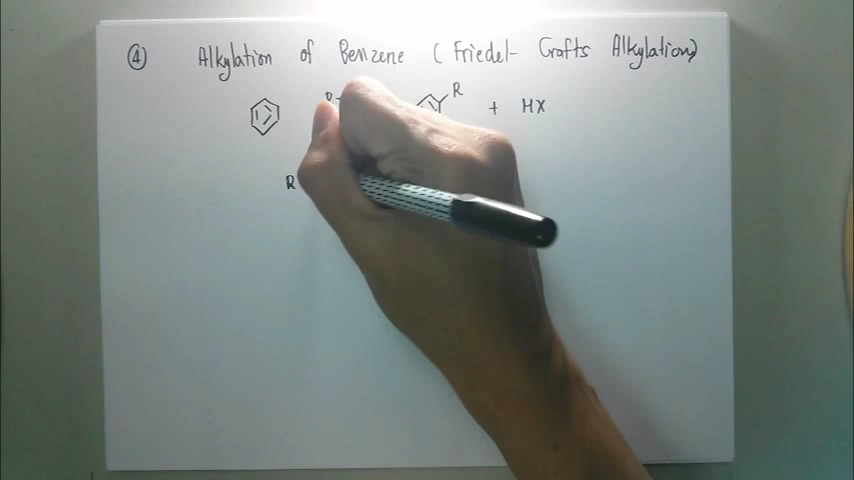 ④ Alkylation of Benzene (Friedel-Crafts Alkylation)
R + HX
R